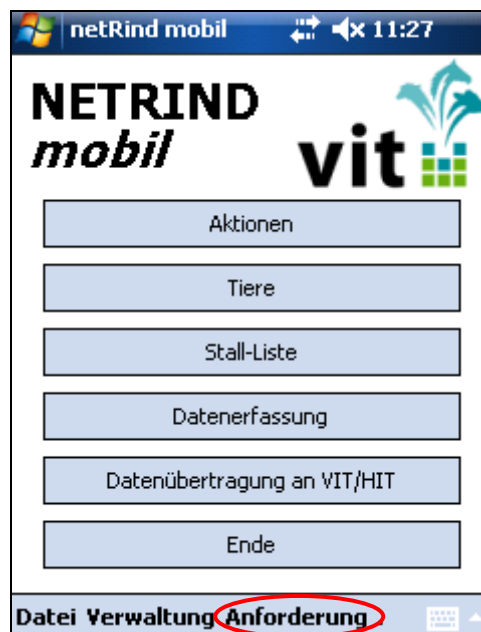 netRind mobil 11:27
NETRIND
mobil
vit
Aktionen
Tiere
Stall-Liste
Datenerfassung
Datenübertragung an VIT/HIT
Ende
Datei Verwaltung Anforderung